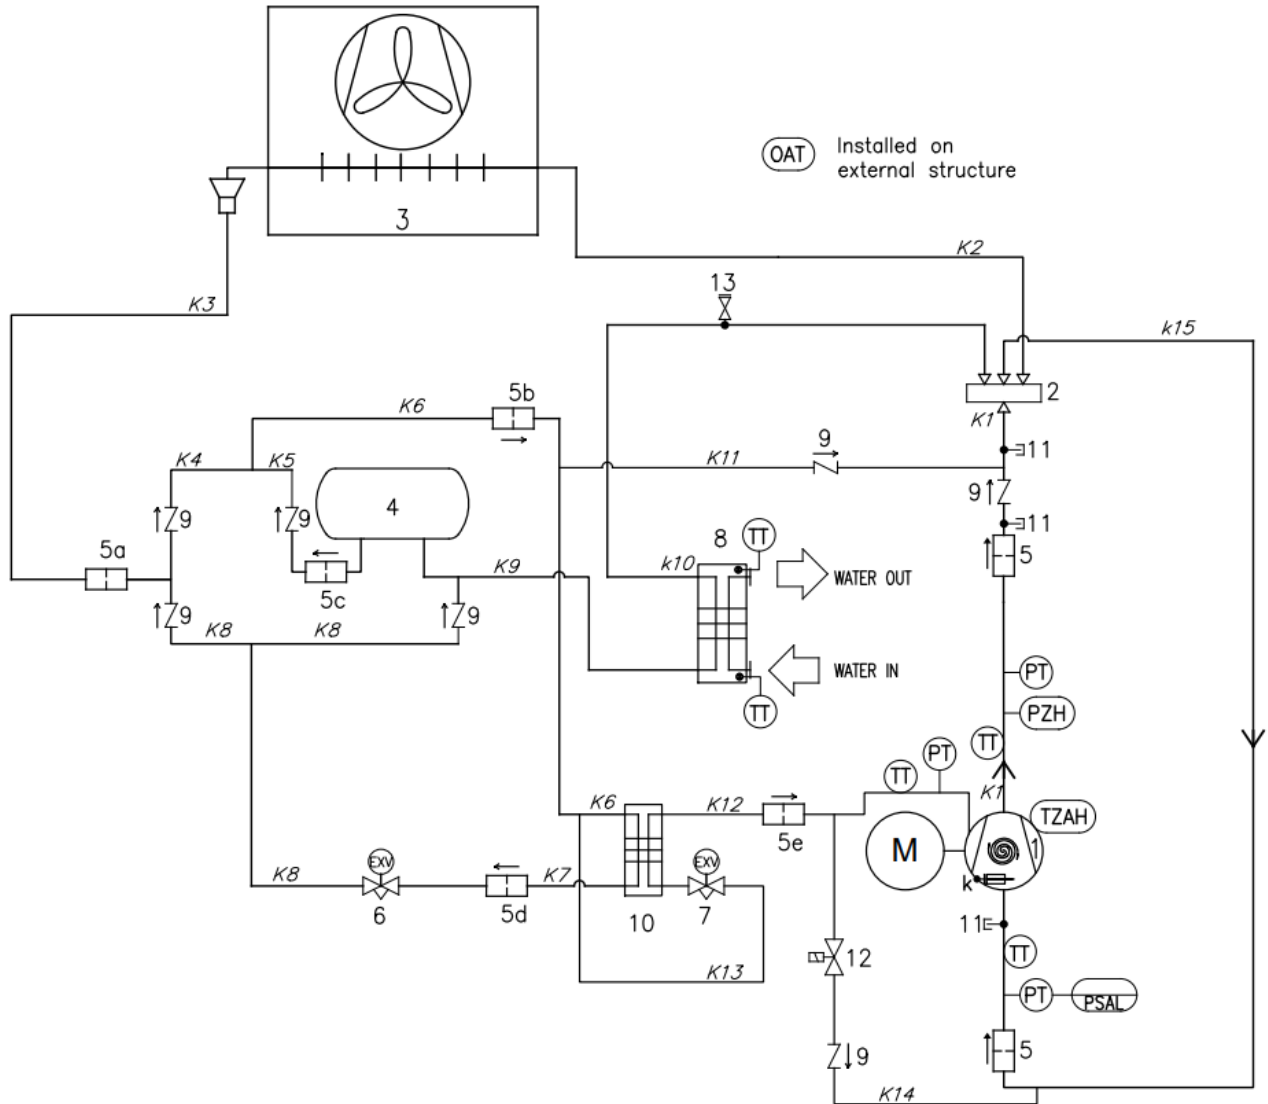 OAT
Installed on
external structure
3
K2
13
K3
k15
2
K1
5b
K6
9
K11
11
K4
K5
9
9
9
4
11
5a
5c
K9
8
TT
k10
WATER OUT
5
9
9
K8
K8
WATER IN
TT
PT
PZH
TT
PT
TT
K1
K6
K12
5e
TZAH
M
1
EXV
EXV
K8
K7
k
6
5d
10
7
11
12
TT
K13
PT
PSAL
9
5
K14